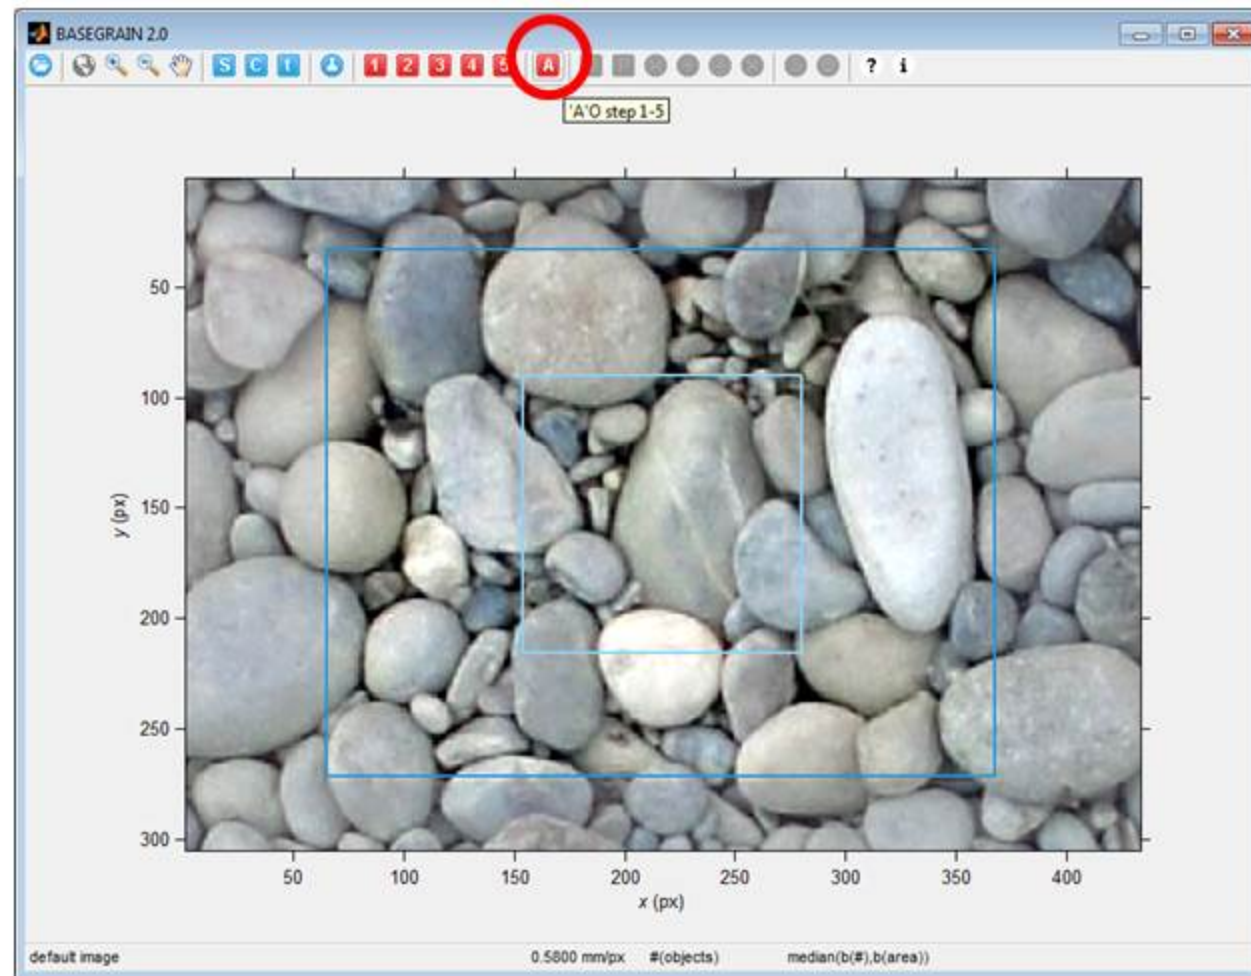 BASEGRAIN 2.0
S C t 1 2 3 4 5 A ? i
'A'O step 1-5
50
100
150
200
250
300
y (px)
50 100 150 200 250 300 350 400
x (px)
default image 0.5800 mm/px #(objects) median(b(#),b(area))